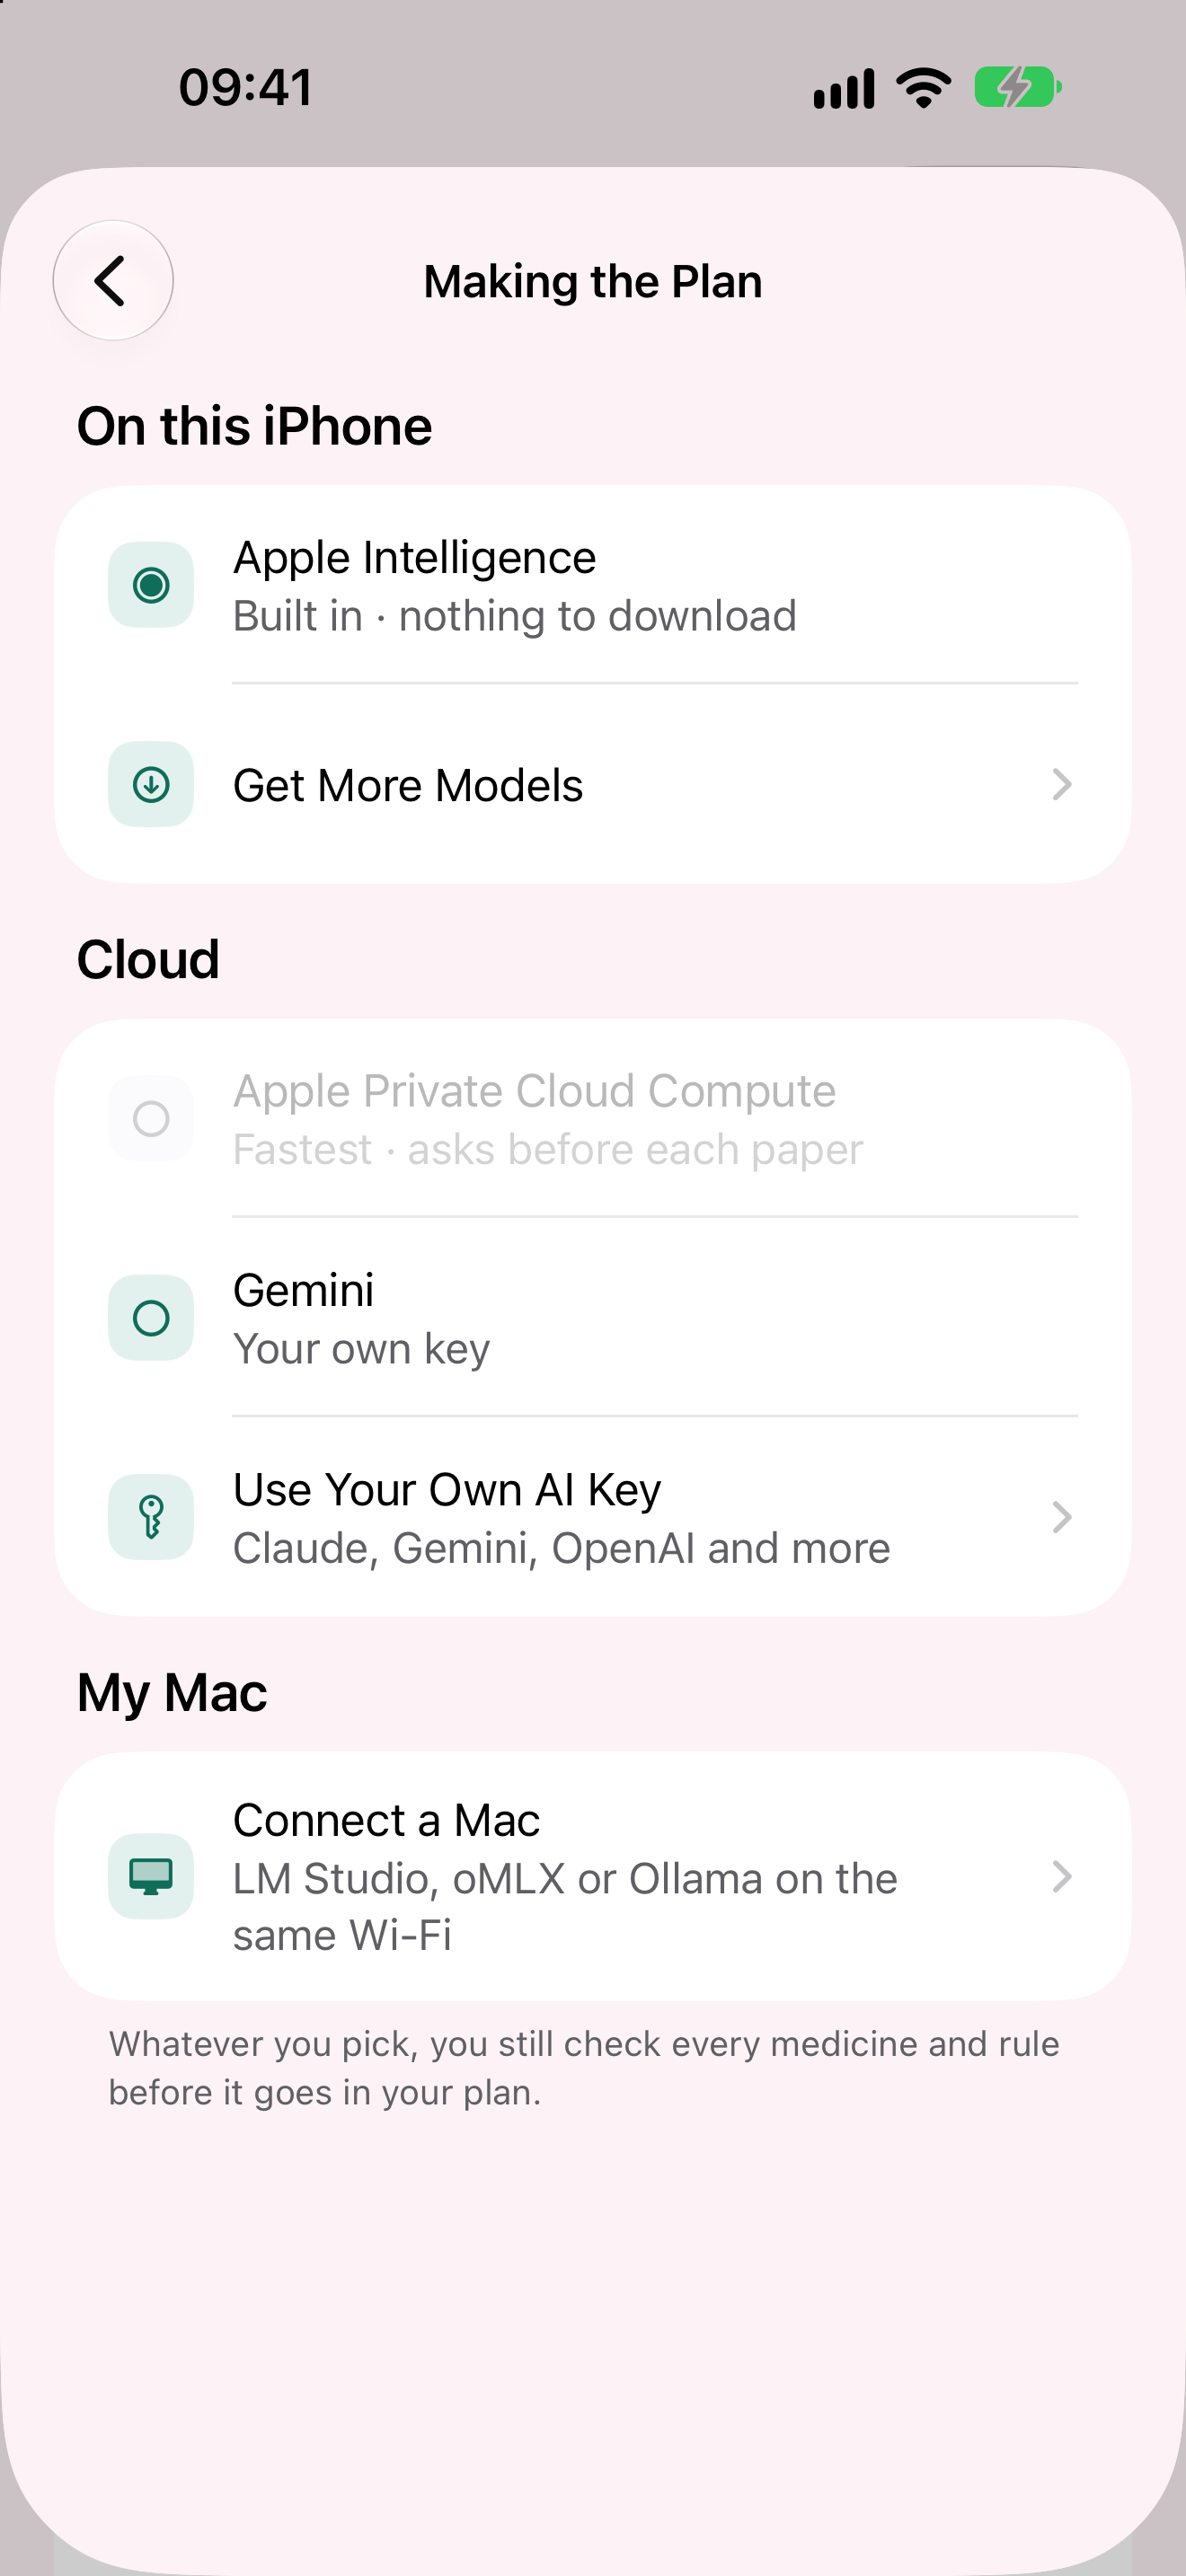 09:41
Making the Plan
On this iPhone
Apple Intelligence
Built in · nothing to download
Get More Models
Cloud
Apple Private Cloud Compute
Fastest · asks before each paper
Gemini
Your own key
Use Your Own AI Key
Claude, Gemini, OpenAI and more
My Mac
Connect a Mac
LM Studio, oMLX or Ollama on the
same Wi-Fi
Whatever you pick, you still check every medicine and rule
before it goes in your plan.